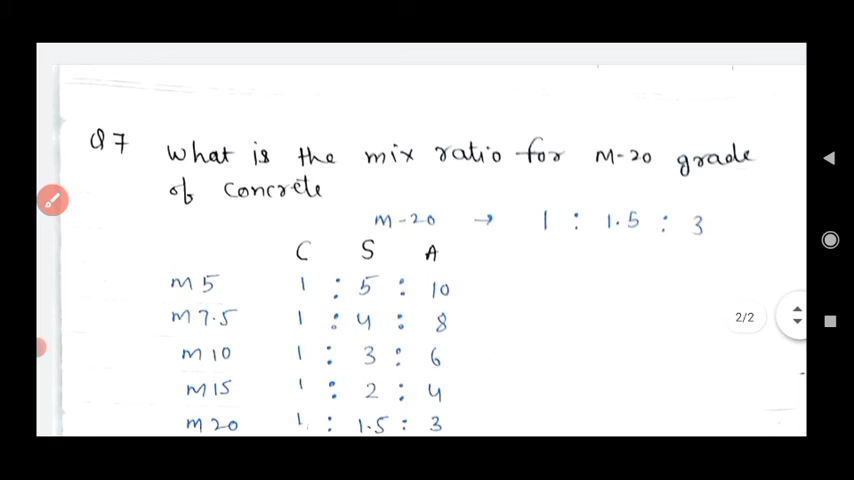 Q7 What is the mix ratio for M-20 grade
of concrete
M-20 → 1 : 1.5 : 3
C S A
M5 1 : 5 : 10
M7.5 1 : 4 : 8
M10 1 : 3 : 6
M15 1 : 2 : 4
M20 1 : 1.5 : 3
2/2